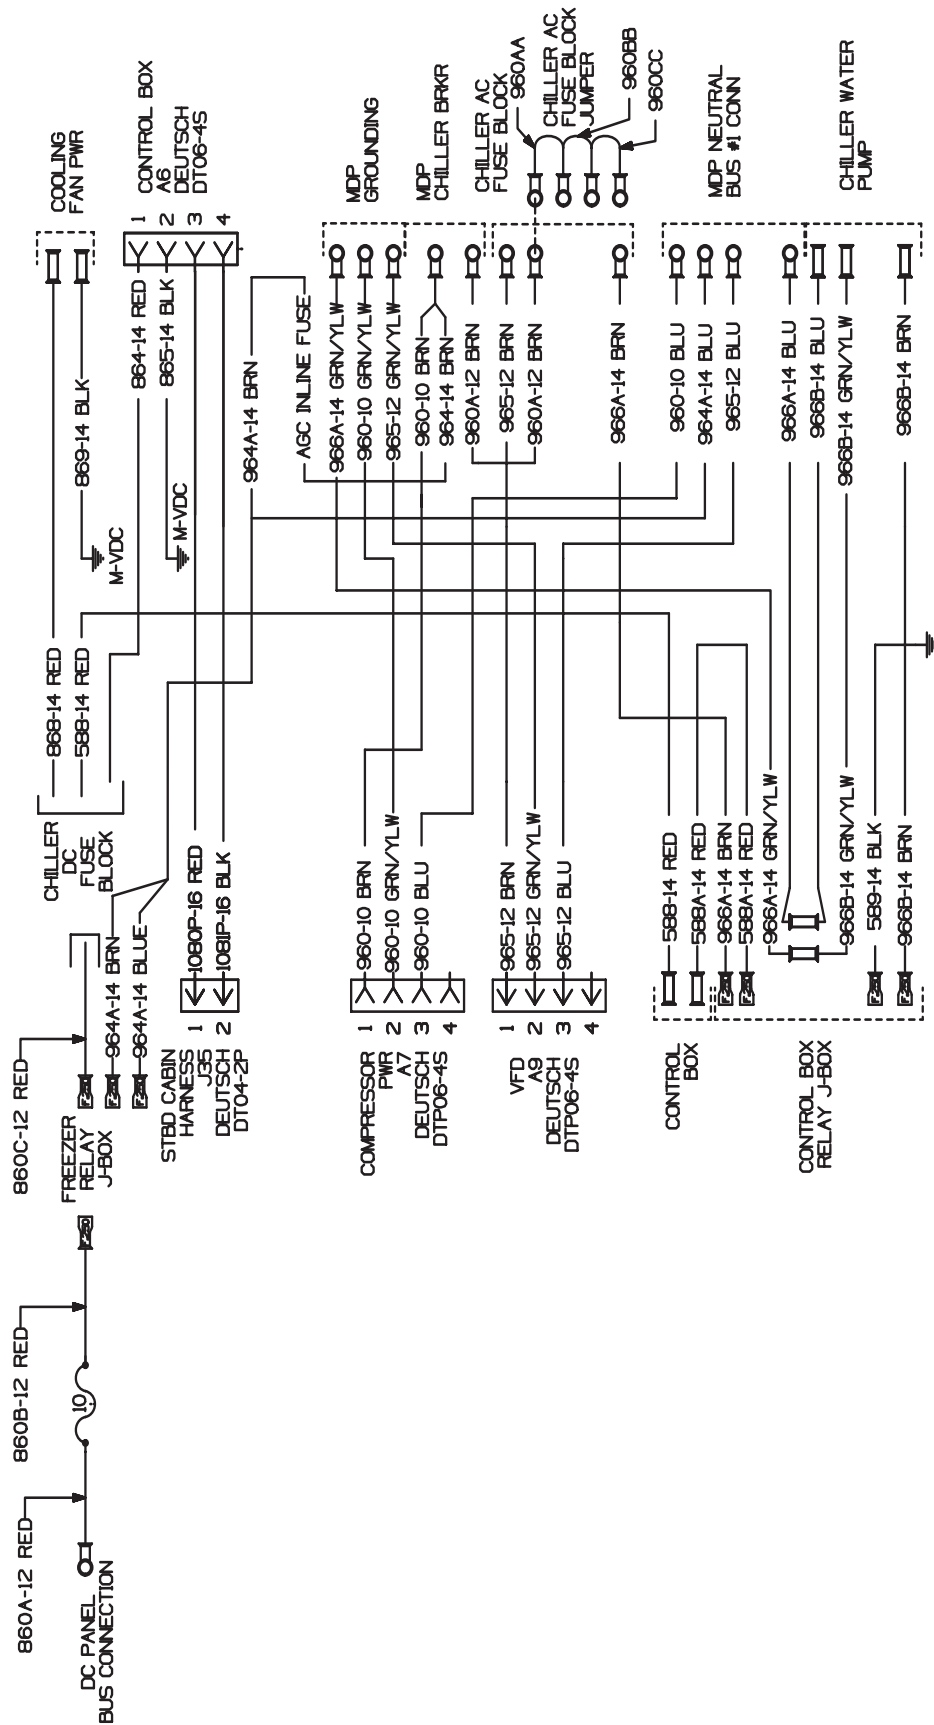 COOLING
FAN PWR
CONTROL BOX
A6
DEUTSCH
DT06-4S
1
2
3
4
MDP
GROUNDING
MDP
CHILLER BRKR
CHILLER AC
FUSE BLOCK
960AA
CHILLER AC
FUSE BLOCK
JUMPER
960BB
960CC
MDP NEUTRAL
BUS #1 CONN
CHILLER WATER
PUMP
869-14 BLK
864-14 RED
865-14 BLK
964A-14 BRN
AGC INLINE FUSE
966A-14 GRN/YLW
960-10 GRN/YLW
965-12 GRN/YLW
960-10 BRN
964-14 BRN
960A-12 BRN
965-12 BRN
960A-12 BRN
966A-14 BRN
960-10 BLU
964A-14 BLU
965-12 BLU
966A-14 BLU
966B-14 BLU
966B-14 GRN/YLW
966B-14 BRN
M-VDC
M-VDC
868-14 RED
588-14 RED
CHILLER
DC
FUSE
BLOCK
964A-14 BRN
964A-14 BLUE
1080P-16 RED
1081P-16 BLK
960-10 BRN
960-10 GRN/YLW
960-10 BLU
965-12 BRN
965-12 GRN/YLW
965-12 BLU
588-14 RED
588A-14 RED
966A-14 BRN
588A-14 RED
966A-14 GRN/YLW
966B-14 GRN/YLW
589-14 BLK
966B-14 BRN
860C-12 RED
FREEZER
RELAY
J-BOX
1
2
STBD CABIN
HARNESS
J35
DEUTSCH
DT04-2P
1
2
3
4
COMPRESSOR
PWR
A7
DEUTSCH
DTP06-4S
1
2
3
4
VFD
A9
DEUTSCH
DTP06-4S
CONTROL
BOX
CONTROL BOX
RELAY J-BOX
860B-12 RED
10
860A-12 RED
DC PANEL
BUS CONNECTION